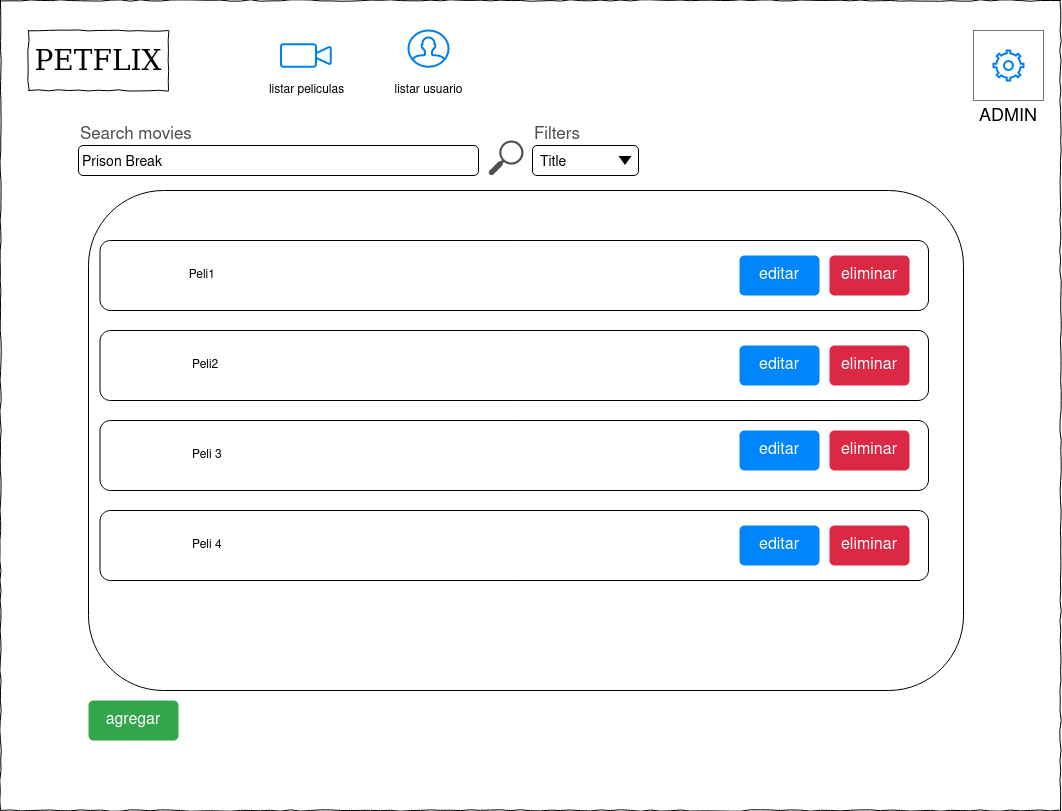 PETFLIX
listar peliculas
listar usuario
ADMIN
Search movies
Filters
Prison Break
Title
Peli1
editar
eliminar
Peli2
editar
eliminar
Peli 3
editar
eliminar
Peli 4
editar
eliminar
agregar